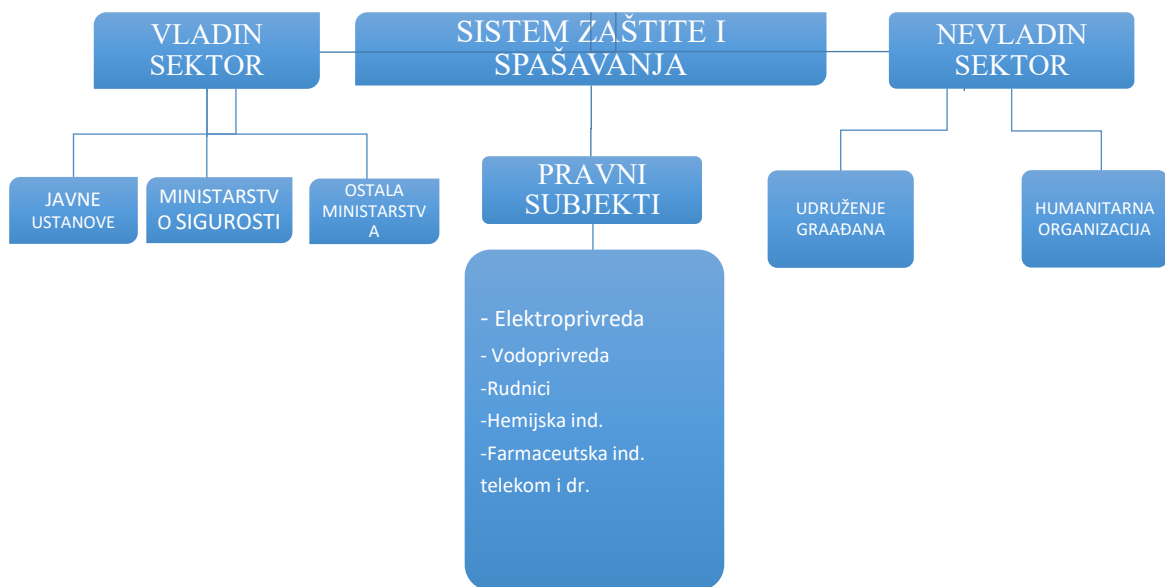 VLADIN
SEKTOR
SISTEM ZAŠTITE I
SPAŠAVANJA
NEVLADIN
SEKTOR
JAVNE
USTANOVE
MINISTARSTV
O SIGUROSTI
OSTALA
MINISTARSTV
A
PRAVNI
SUBJEKTI
UDRUŽENJE
GRAAĐANA
HUMANITARNA
ORGANIZACIJA
- Elektroprivreda
- Vodoprivreda
-Rudnici
-Hemijska ind.
-Farmaceutska ind.
telekom i dr.